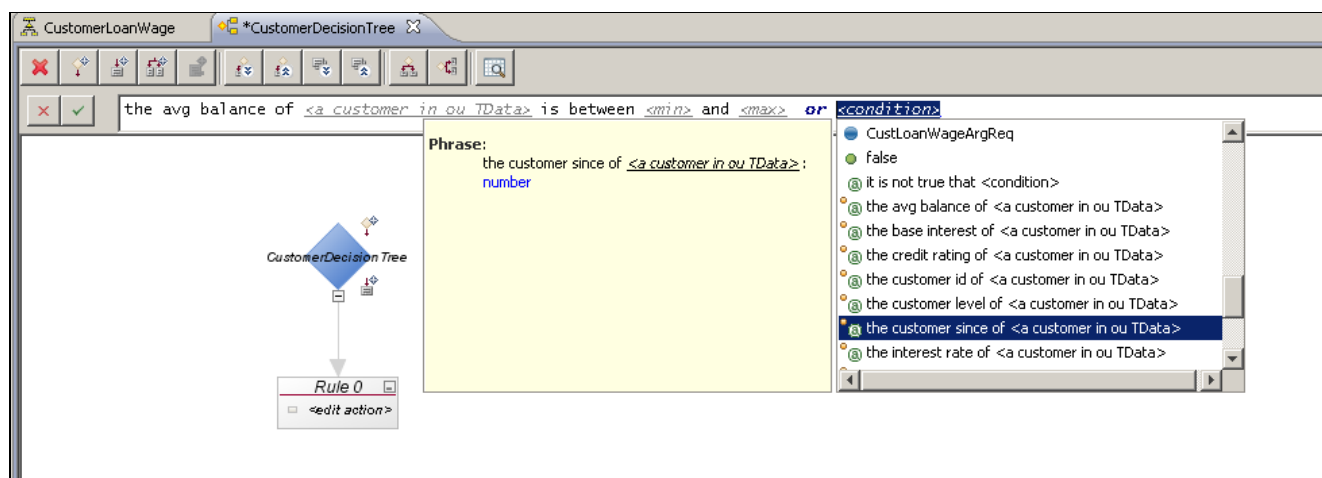 CustomerLoanWage *CustomerDecisionTree
the avg balance of <a customer in ou TData> is between <min> and <max> or <condition>
Phrase:
the customer since of <a customer in ou TData> :
number
CustLoanWageArgReq
false
it is not true that <condition>
the avg balance of <a customer in ou TData>
the base interest of <a customer in ou TData>
the credit rating of <a customer in ou TData>
the customer id of <a customer in ou TData>
the customer level of <a customer in ou TData>
the customer since of <a customer in ou TData>
the interest rate of <a customer in ou TData>
CustomerDecision Tree
Rule 0
<edit action>